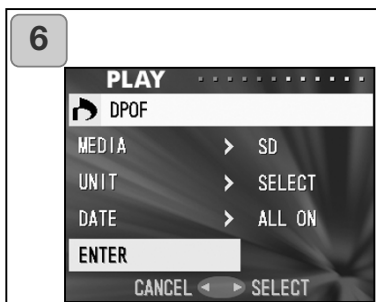 6
PLAY
DPOF
MEDIA > SD
UNIT > SELECT
DATE > ALL ON
ENTER
CANCEL SELECT